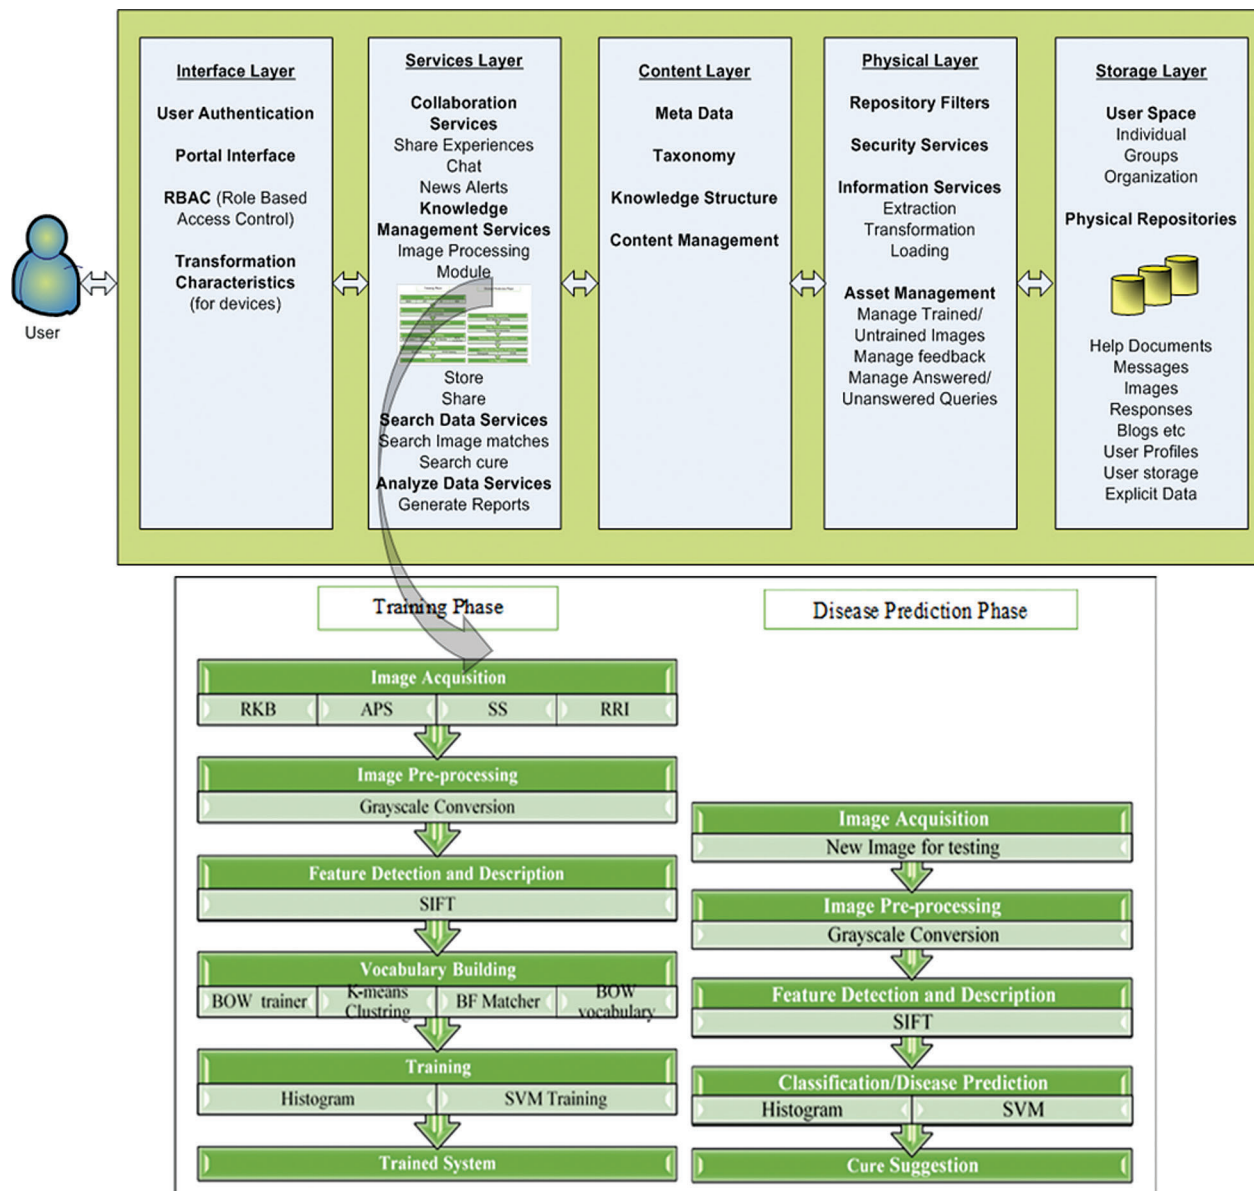 User
Interface Layer
User Authentication
Portal Interface
RBAC (Role Based
Access Control)
Transformation
Characteristics
(for devices)
Services Layer
Collaboration
Services
Share Experiences
Chat
News Alerts
Knowledge
Management Services
Image Processing
Module
Store
Share
Search Data Services
Search Image matches
Search cure
Analyze Data Services
Generate Reports
Content Layer
Meta Data
Taxonomy
Knowledge Structure
Content Management
Physical Layer
Repository Filters
Security Services
Information Services
Extraction
Transformation
Loading
Asset Management
Manage Trained/
Untrained Images
Manage feedback
Manage Answered/
Unanswered Queries
Storage Layer
User Space
Individual
Groups
Organization
Physical Repositories
Help Documents
Messages
Images
Responses
Blogs etc
User Profiles
User storage
Explicit Data
Training Phase
Image Acquisition
RKB APS SS RRI
Image Pre-processing
Grayscale Conversion
Feature Detection and Description
SIFT
Vocabulary Building
BOW trainer
K-means
Clustring
BF Matcher
BOW
vocabulary
Training
Histogram SVM Training
Trained System
Disease Prediction Phase
Image Acquisition
New Image for testing
Image Pre-processing
Grayscale Conversion
Feature Detection and Description
SIFT
Classification/Disease Prediction
Histogram SVM
Cure Suggestion